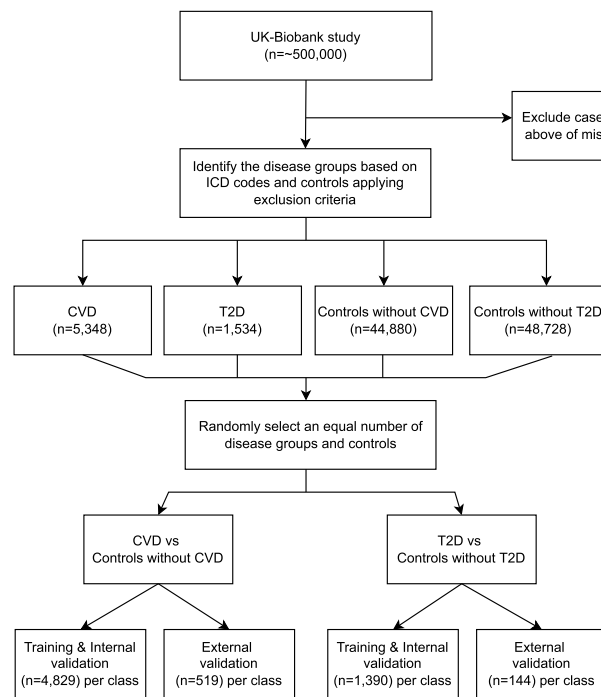 UK-Biobank study
(n=~500,000)
Exclude case
above of mis
Identify the disease groups based on
ICD codes and controls applying
exclusion criteria
CVD
(n=5,348)
T2D
(n=1,534)
Controls without CVD
(n=44,880)
Controls without T2D
(n=48,728)
Randomly select an equal number of
disease groups and controls
CVD vs
Controls without CVD
T2D vs
Controls without T2D
Training & Internal
validation
(n=4,829) per class
External
validation
(n=519) per class
Training & Internal
validation
(n=1,390) per class
External
validation
(n=144) per class